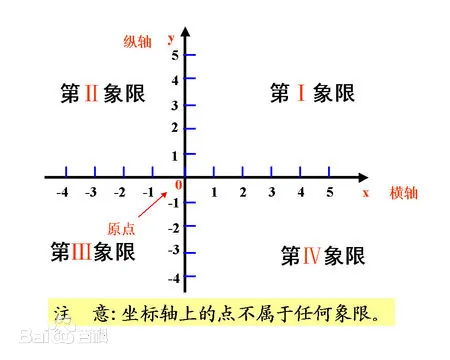 纵轴 y
5
第Ⅱ象限 4 第Ⅰ象限
3
2
1
-4 -3 -2 -1 0 1 2 3 4 5 x 横轴
-1
原点 -2
第Ⅲ象限 -3 第Ⅳ象限
-4
注 意:坐标轴上的点不属于任何象限。
Baidu百科